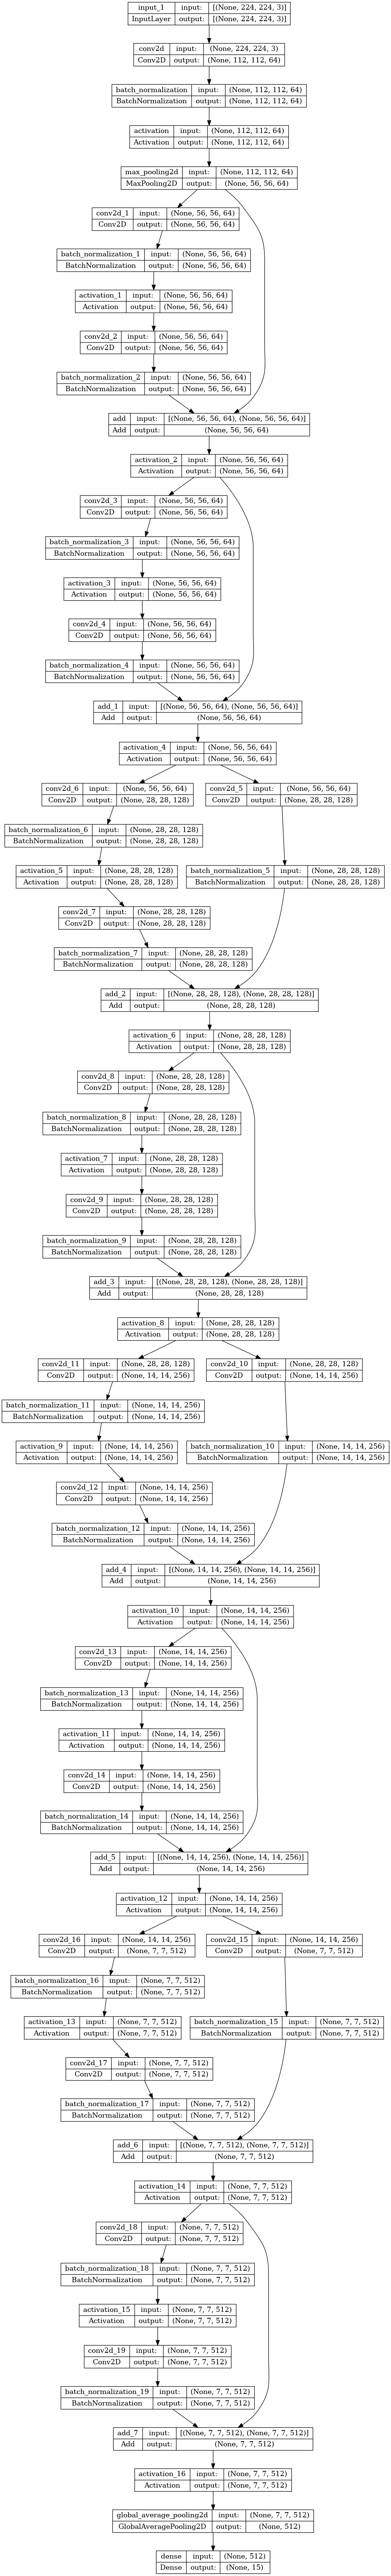 input_1 input: [(None, 224, 224, 3)]
InputLayer output: [(None, 224, 224, 3)]
conv2d input: (None, 224, 224, 3)
Conv2D output: (None, 112, 112, 64)
batch_normalization input: (None, 112, 112, 64)
BatchNormalization output: (None, 112, 112, 64)
activation input: (None, 112, 112, 64)
Activation output: (None, 112, 112, 64)
max_pooling2d input: (None, 112, 112, 64)
MaxPooling2D output: (None, 56, 56, 64)
conv2d_1 input: (None, 56, 56, 64)
Conv2D output: (None, 56, 56, 64)
batch_normalization_1 input: (None, 56, 56, 64)
BatchNormalization output: (None, 56, 56, 64)
activation_1 input: (None, 56, 56, 64)
Activation output: (None, 56, 56, 64)
conv2d_2 input: (None, 56, 56, 64)
Conv2D output: (None, 56, 56, 64)
batch_normalization_2 input: (None, 56, 56, 64)
BatchNormalization output: (None, 56, 56, 64)
add input: [(None, 56, 56, 64), (None, 56, 56, 64)]
Add output: (None, 56, 56, 64)
activation_2 input: (None, 56, 56, 64)
Activation output: (None, 56, 56, 64)
conv2d_3 input: (None, 56, 56, 64)
Conv2D output: (None, 56, 56, 64)
batch_normalization_3 input: (None, 56, 56, 64)
BatchNormalization output: (None, 56, 56, 64)
activation_3 input: (None, 56, 56, 64)
Activation output: (None, 56, 56, 64)
conv2d_4 input: (None, 56, 56, 64)
Conv2D output: (None, 56, 56, 64)
batch_normalization_4 input: (None, 56, 56, 64)
BatchNormalization output: (None, 56, 56, 64)
add_1 input: [(None, 56, 56, 64), (None, 56, 56, 64)]
Add output: (None, 56, 56, 64)
activation_4 input: (None, 56, 56, 64)
Activation output: (None, 56, 56, 64)
conv2d_6 input: (None, 56, 56, 64)
Conv2D output: (None, 28, 28, 128)
conv2d_5 input: (None, 56, 56, 64)
Conv2D output: (None, 28, 28, 128)
batch_normalization_6 input: (None, 28, 28, 128)
BatchNormalization output: (None, 28, 28, 128)
activation_5 input: (None, 28, 28, 128)
Activation output: (None, 28, 28, 128)
batch_normalization_5 input: (None, 28, 28, 128)
BatchNormalization output: (None, 28, 28, 128)
conv2d_7 input: (None, 28, 28, 128)
Conv2D output: (None, 28, 28, 128)
batch_normalization_7 input: (None, 28, 28, 128)
BatchNormalization output: (None, 28, 28, 128)
add_2 input: [(None, 28, 28, 128), (None, 28, 28, 128)]
Add output: (None, 28, 28, 128)
activation_6 input: (None, 28, 28, 128)
Activation output: (None, 28, 28, 128)
conv2d_8 input: (None, 28, 28, 128)
Conv2D output: (None, 28, 28, 128)
batch_normalization_8 input: (None, 28, 28, 128)
BatchNormalization output: (None, 28, 28, 128)
activation_7 input: (None, 28, 28, 128)
Activation output: (None, 28, 28, 128)
conv2d_9 input: (None, 28, 28, 128)
Conv2D output: (None, 28, 28, 128)
batch_normalization_9 input: (None, 28, 28, 128)
BatchNormalization output: (None, 28, 28, 128)
add_3 input: [(None, 28, 28, 128), (None, 28, 28, 128)]
Add output: (None, 28, 28, 128)
activation_8 input: (None, 28, 28, 128)
Activation output: (None, 28, 28, 128)
conv2d_11 input: (None, 28, 28, 128)
Conv2D output: (None, 14, 14, 256)
conv2d_10 input: (None, 28, 28, 128)
Conv2D output: (None, 14, 14, 256)
batch_normalization_11 input: (None, 14, 14, 256)
BatchNormalization output: (None, 14, 14, 256)
activation_9 input: (None, 14, 14, 256)
Activation output: (None, 14, 14, 256)
batch_normalization_10 input: (None, 14, 14, 256)
BatchNormalization output: (None, 14, 14, 256)
conv2d_12 input: (None, 14, 14, 256)
Conv2D output: (None, 14, 14, 256)
batch_normalization_12 input: (None, 14, 14, 256)
BatchNormalization output: (None, 14, 14, 256)
add_4 input: [(None, 14, 14, 256), (None, 14, 14, 256)]
Add output: (None, 14, 14, 256)
activation_10 input: (None, 14, 14, 256)
Activation output: (None, 14, 14, 256)
conv2d_13 input: (None, 14, 14, 256)
Conv2D output: (None, 14, 14, 256)
batch_normalization_13 input: (None, 14, 14, 256)
BatchNormalization output: (None, 14, 14, 256)
activation_11 input: (None, 14, 14, 256)
Activation output: (None, 14, 14, 256)
conv2d_14 input: (None, 14, 14, 256)
Conv2D output: (None, 14, 14, 256)
batch_normalization_14 input: (None, 14, 14, 256)
BatchNormalization output: (None, 14, 14, 256)
add_5 input: [(None, 14, 14, 256), (None, 14, 14, 256)]
Add output: (None, 14, 14, 256)
activation_12 input: (None, 14, 14, 256)
Activation output: (None, 14, 14, 256)
conv2d_16 input: (None, 14, 14, 256)
Conv2D output: (None, 7, 7, 512)
conv2d_15 input: (None, 14, 14, 256)
Conv2D output: (None, 7, 7, 512)
batch_normalization_16 input: (None, 7, 7, 512)
BatchNormalization output: (None, 7, 7, 512)
activation_13 input: (None, 7, 7, 512)
Activation output: (None, 7, 7, 512)
batch_normalization_15 input: (None, 7, 7, 512)
BatchNormalization output: (None, 7, 7, 512)
conv2d_17 input: (None, 7, 7, 512)
Conv2D output: (None, 7, 7, 512)
batch_normalization_17 input: (None, 7, 7, 512)
BatchNormalization output: (None, 7, 7, 512)
add_6 input: [(None, 7, 7, 512), (None, 7, 7, 512)]
Add output: (None, 7, 7, 512)
activation_14 input: (None, 7, 7, 512)
Activation output: (None, 7, 7, 512)
conv2d_18 input: (None, 7, 7, 512)
Conv2D output: (None, 7, 7, 512)
batch_normalization_18 input: (None, 7, 7, 512)
BatchNormalization output: (None, 7, 7, 512)
activation_15 input: (None, 7, 7, 512)
Activation output: (None, 7, 7, 512)
conv2d_19 input: (None, 7, 7, 512)
Conv2D output: (None, 7, 7, 512)
batch_normalization_19 input: (None, 7, 7, 512)
BatchNormalization output: (None, 7, 7, 512)
add_7 input: [(None, 7, 7, 512), (None, 7, 7, 512)]
Add output: (None, 7, 7, 512)
activation_16 input: (None, 7, 7, 512)
Activation output: (None, 7, 7, 512)
global_average_pooling2d input: (None, 7, 7, 512)
GlobalAveragePooling2D output: (None, 512)
dense input: (None, 512)
Dense output: (None, 15)